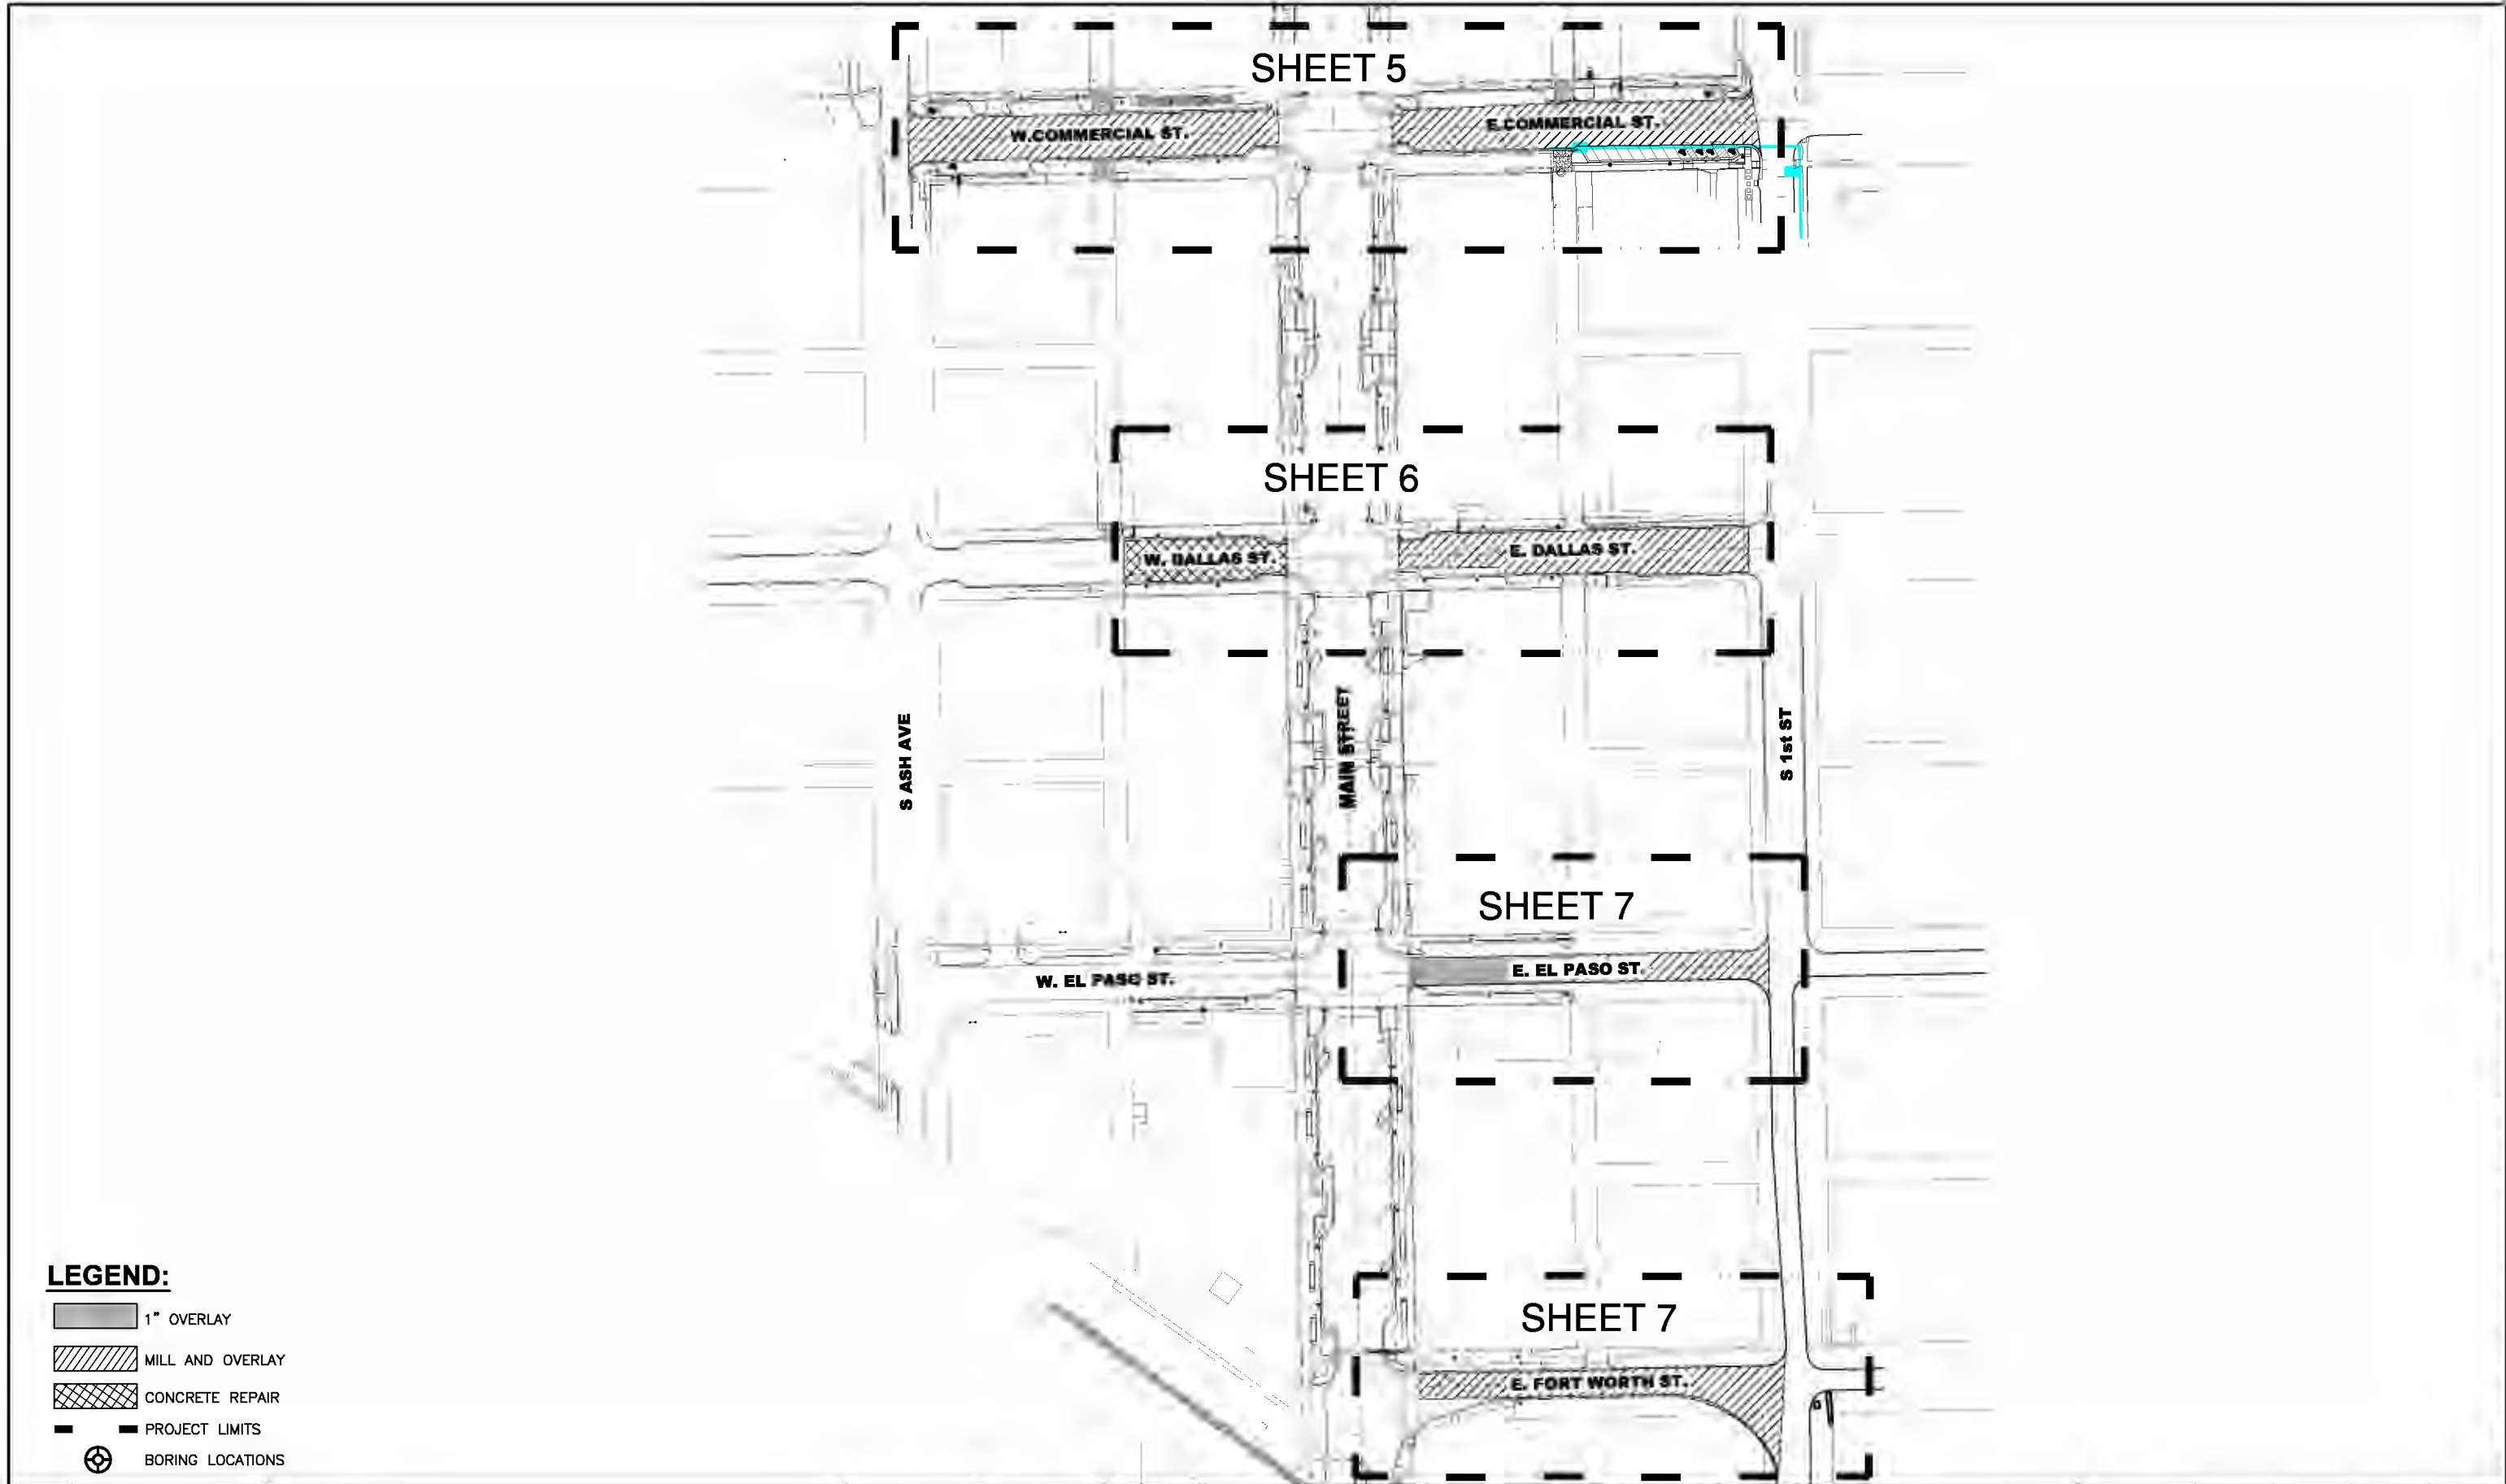 SHEET 5
W.COMMERCIAL ST.
E.COMMERCIAL ST.
SHEET 6
W. DALLAS ST.
E. DALLAS ST.
S ASH AVE
MAIN STREET
S 1st ST
SHEET 7
W. EL PASO ST.
E. EL PASO ST.
SHEET 7
E. FORT WORTH ST.
LEGEND:
1" OVERLAY
MILL AND OVERLAY
CONCRETE REPAIR
PROJECT LIMITS
BORING LOCATIONS